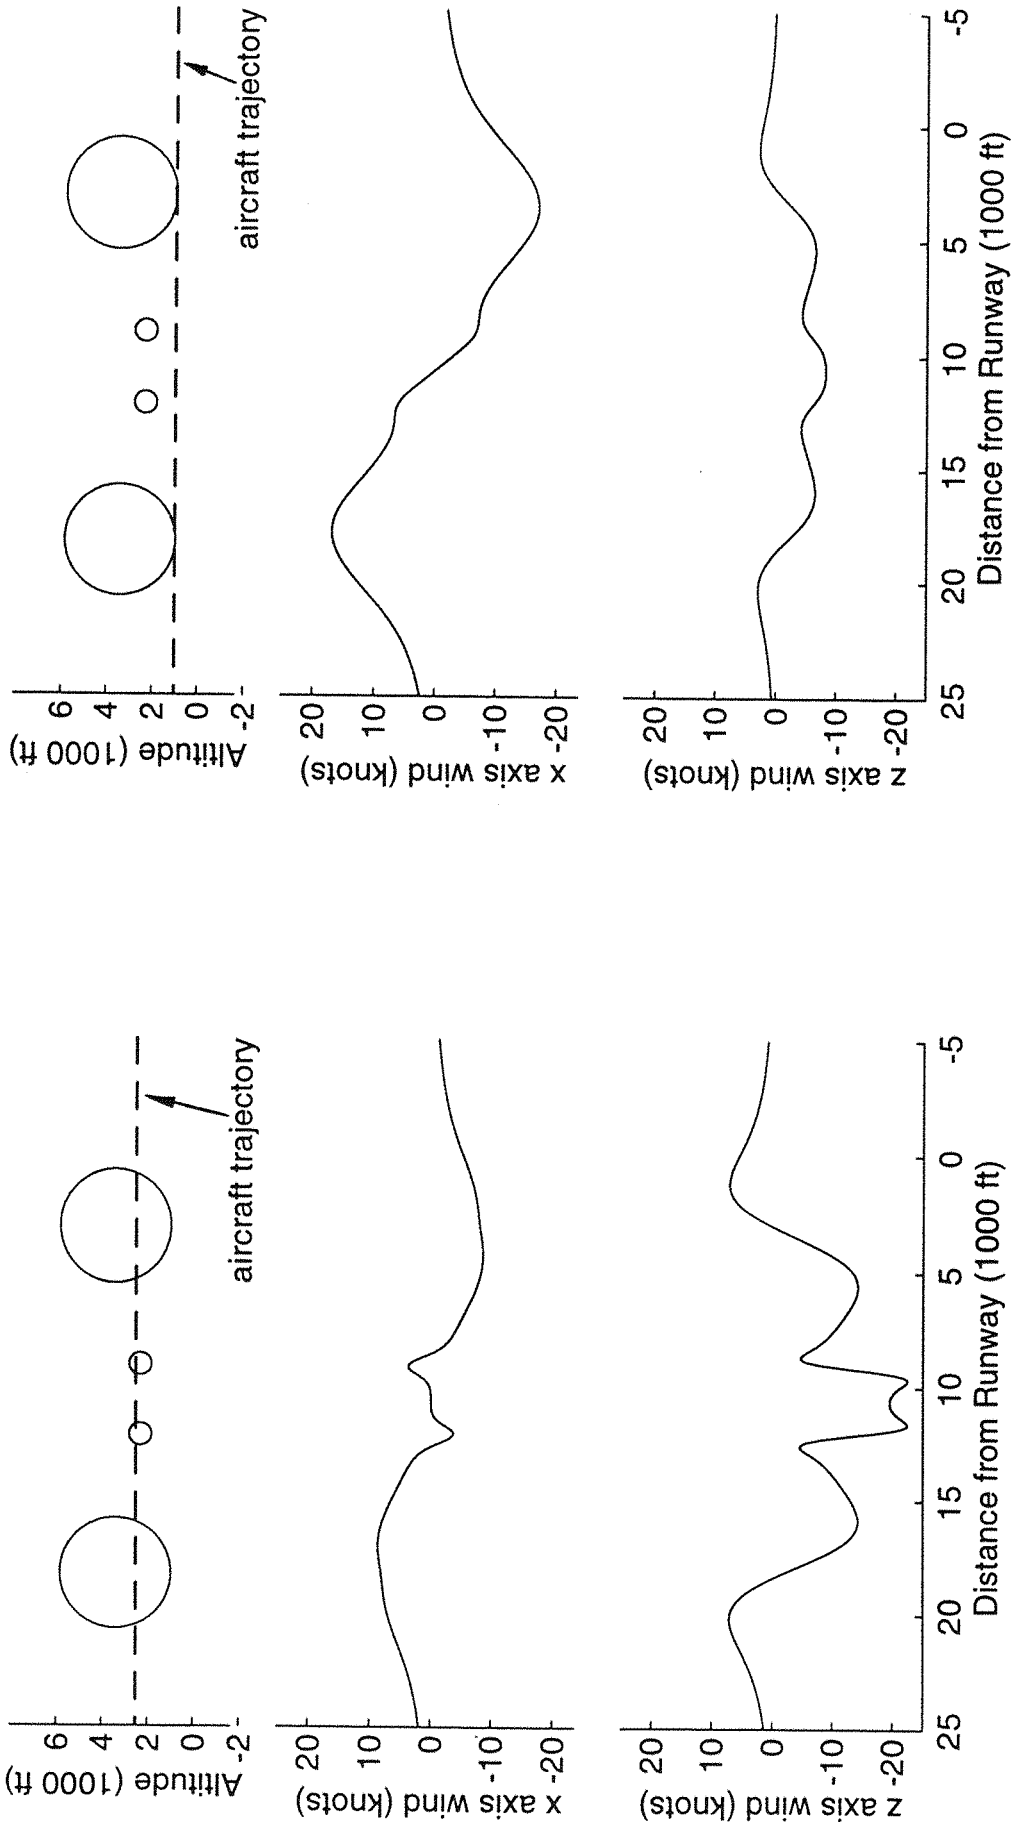 Altitude (1000 ft)
6
4
2
0
-2
aircraft trajectory
x axis wind (knots)
20
10
0
-10
-20
z axis wind (knots)
20
10
0
-10
-20
25 20 15 10 5 0 -5
Distance from Runway (1000 ft)
Altitude (1000 ft)
6
4
2
0
-2
aircraft trajectory
x axis wind (knots)
20
10
0
-10
-20
z axis wind (knots)
20
10
0
-10
-20
25 20 15 10 5 0 -5
Distance from Runway (1000 ft)